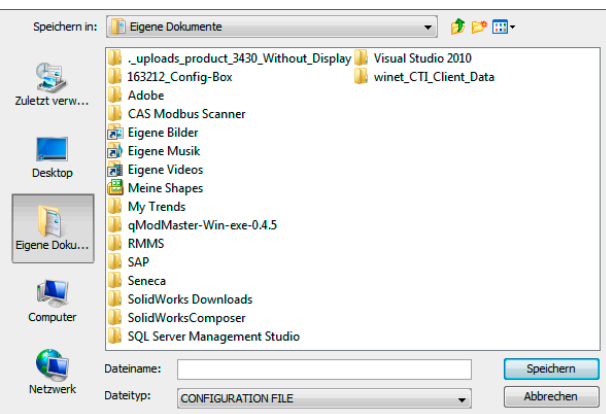 Speichern in:
Eigene Dokumente
._uploads_product_3430_Without_Display
Visual Studio 2010
163212_Config-Box
winet_CTI_Client_Data
Adobe
CAS Modbus Scanner
Eigene Bilder
Eigene Musik
Eigene Videos
Meine Shapes
My Trends
qModMaster-Win-exe-0.4.5
RMMS
SAP
Seneca
SolidWorks Downloads
SolidWorksComposer
SQL Server Management Studio
Zuletzt verw...
Desktop
Eigene Doku...
Computer
Netzwerk
Dateiname:
Speichern
Dateityp:
CONFIGURATION FILE
Abbrechen